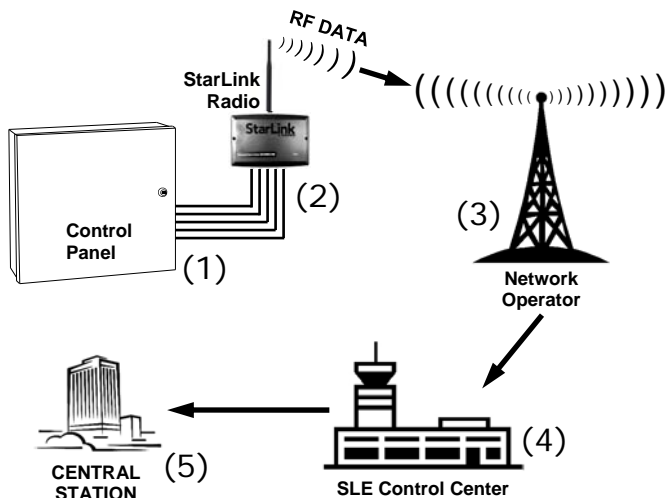 RF DATA
StarLink
Radio
StarLink
(2)
Control
Panel
(1)
(3)
Network
Operator
(4)
SLE Control Center
(5)
CENTRAL
STATION